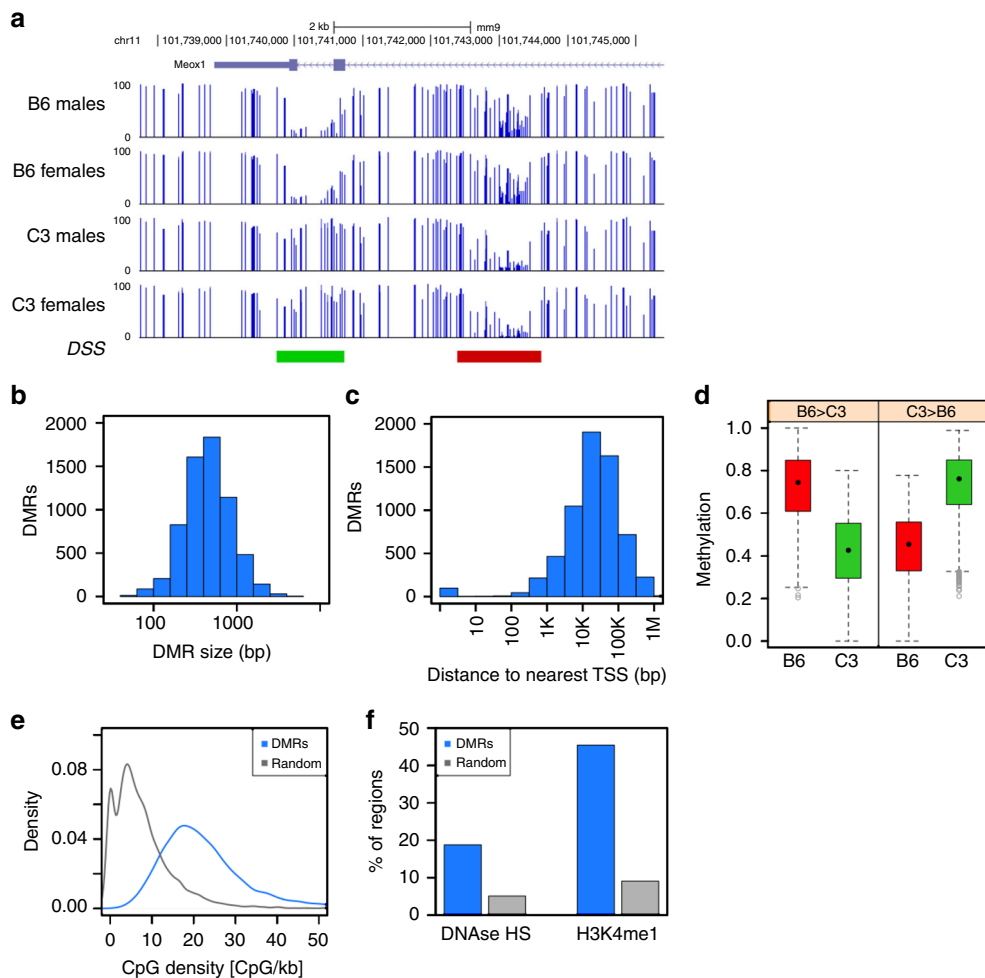 a
2 kb mm9
chr11 101,739,000 101,740,000 101,741,000 101,742,000 101,743,000 101,744,000 101,745,000
Meox1
B6 males
100
0
B6 females
100
0
C3 males
100
0
C3 females
100
0
DSS
b
DMRs
2000
1500
1000
500
0
100 1000
DMR size (bp)
c
DMRs
2000
1500
1000
500
0
10 100 1K 10K 100K 1M
Distance to nearest TSS (bp)
d
B6>C3 C3>B6
Methylation
1.0
0.8
0.6
0.4
0.2
0.0
B6 C3 B6 C3
e
Density
0.08
0.04
0.00
DMRs
Random
0 10 20 30 40 50
CpG density [CpG/kb]
f
% of regions
50
40
30
20
10
0
DMRs
Random
DNAse HS H3K4me1